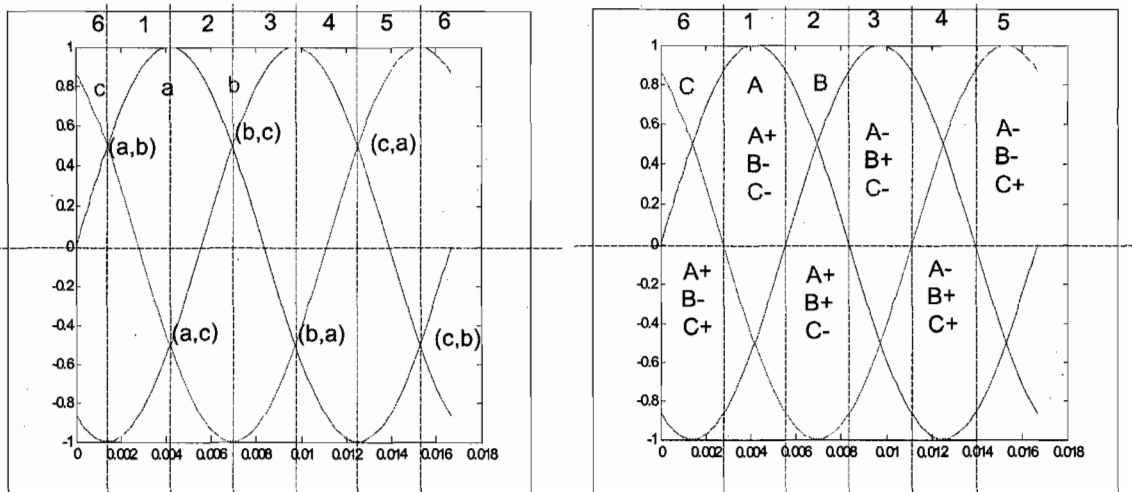 6 1 2 3 4 5 6
1
0.8
0.6
0.4
0.2
0
-0.2
-0.4
-0.6
-0.8
-1
c a b
(a,b) (b,c) (c,a)
(a,c) (b,a) (c,b)
0 0.002 0.004 0.006 0.008 0.01 0.012 0.014 0.016 0.018
6 1 2 3 4 5
1
0.8
0.6
0.4
0.2
0
-0.2
-0.4
-0.6
-0.8
-1
C A B
A+
B-
C-
A-
B+
C-
A-
B-
C+
A+
B-
C+
A+
B+
C-
A-
B+
C+
0 0.002 0.004 0.006 0.008 0.01 0.012 0.014 0.016 0.018